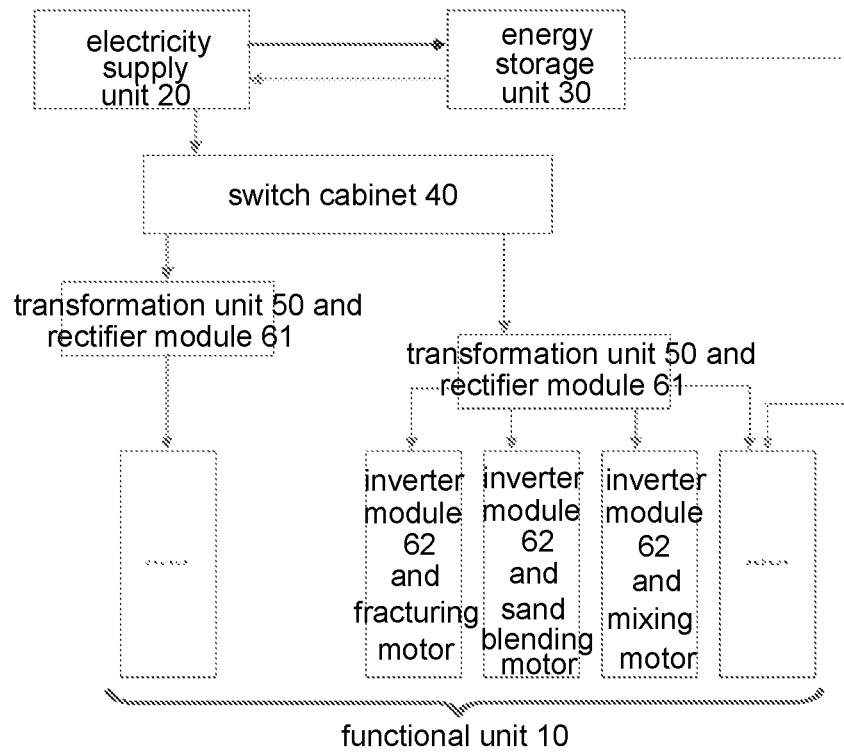 electricity
supply
unit 20
energy
storage
unit 30
switch cabinet 40
transformation unit 50 and
rectifier module 61
transformation unit 50 and
rectifier module 61
inverter
module
62
and
fracturing
motor
inverter
module
62
and
sand
blending
motor
inverter
module
62
and
mixing
motor
functional unit 10